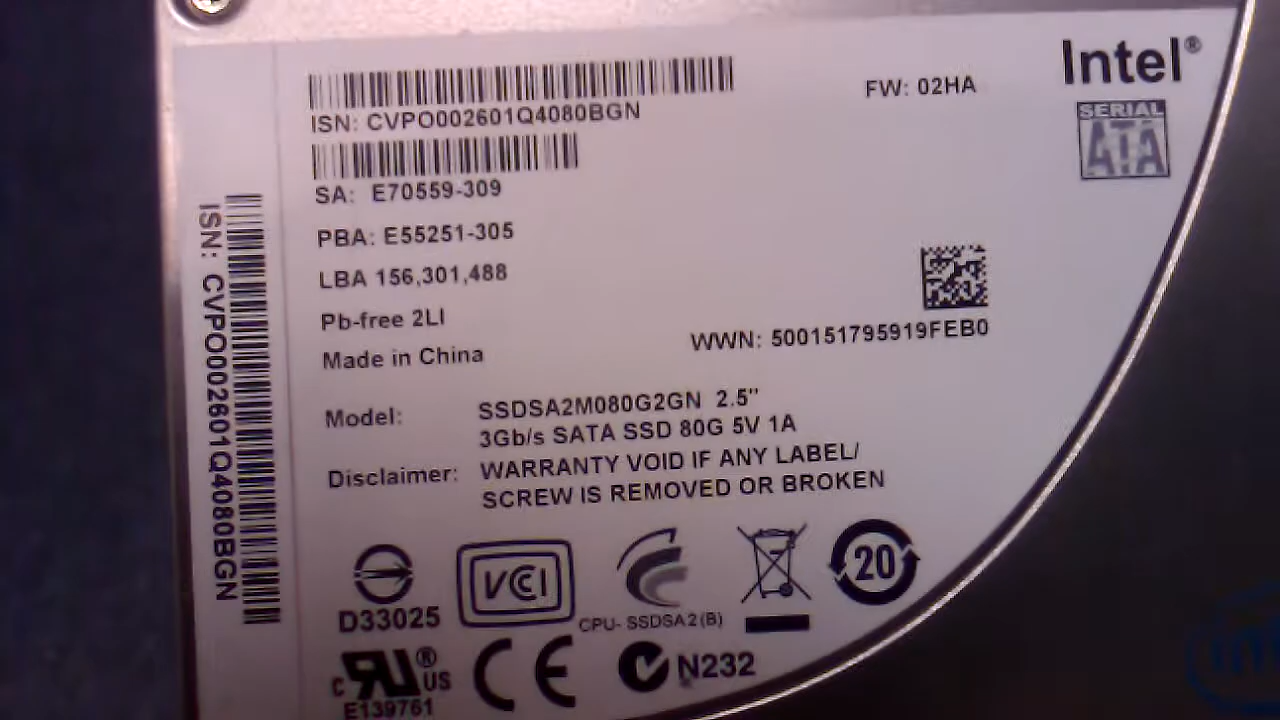 Intel®
FW: 02HA
SERIAL
ATA
ISN: CVPO002601Q4080BGN
SA: E70559-309
PBA: E55251-305
LBA 156,301,488
Pb-free 2LI
Made in China
WWN: 500151795919FEB0
Model: SSDSA2M080G2GN 2.5"
3Gb/s SATA SSD 80G 5V 1A
Disclaimer: WARRANTY VOID IF ANY LABEL/
SCREW IS REMOVED OR BROKEN
ISN: CVPO002601Q4080BGN
D33025
VCI
CPU- SSDSA2(B)
20
c RU® US
E139761
CE
N232